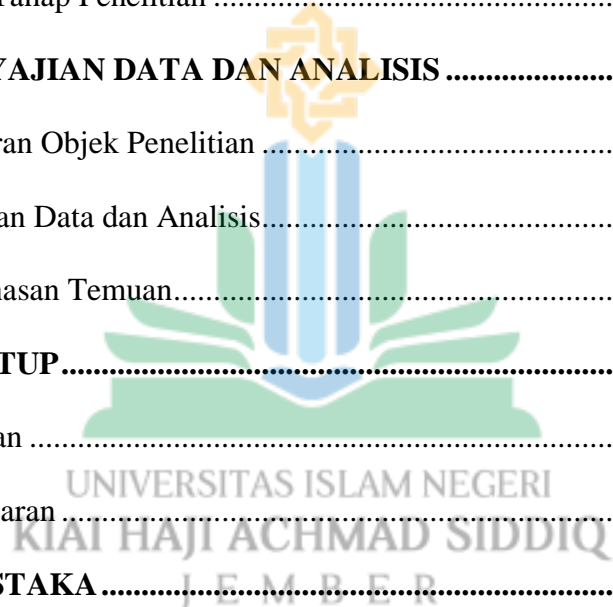 Tahap Penelitian ..........................................................
YAJIAN DATA DAN ANALISIS .....................
ran Objek Penelitian ..................................................
an Data dan Analisis.................................................
hasan Temuan............................................................
TUP.....................................................................
an ................................................................................
UNIVERSITAS ISLAM NEGERI
aran ...........................................................................
KIAI HAJI ACHMAD SIDDIQ
STAKA ................................................................
J E M B E R